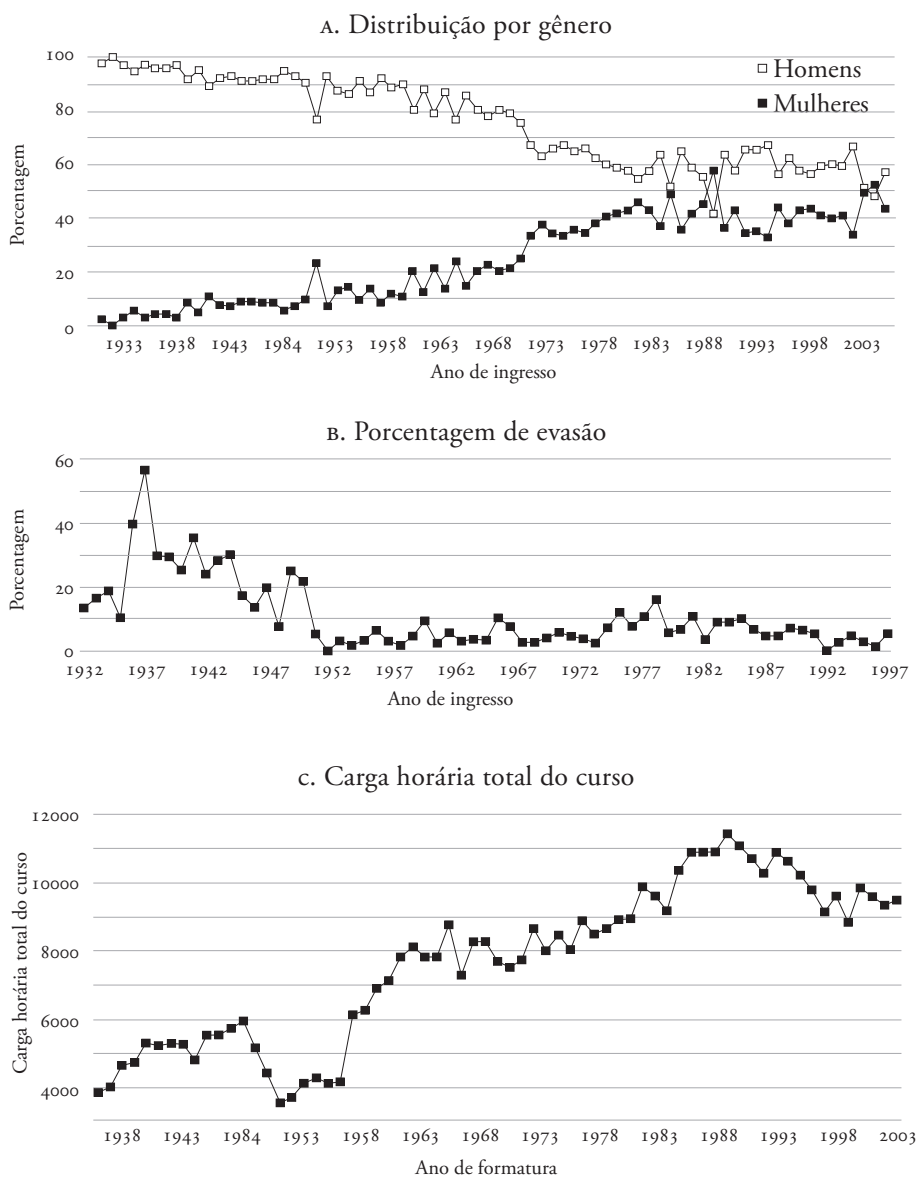 A. Distribuição por gênero
100
80
60
40
20
0
Porcentagem
Homens
Mulheres
1933 1938 1943 1984 1953 1958 1963 1968 1973 1978 1983 1988 1993 1998 2003
Ano de ingresso
B. Porcentagem de evasão
60
40
20
0
Porcentagem
1932 1937 1942 1947 1952 1957 1962 1967 1972 1977 1982 1987 1992 1997
Ano de ingresso
C. Carga horária total do curso
12000
10000
8000
6000
4000
Carga horária total do curso
1938 1943 1984 1953 1958 1963 1968 1973 1978 1983 1988 1993 1998 2003
Ano de formatura